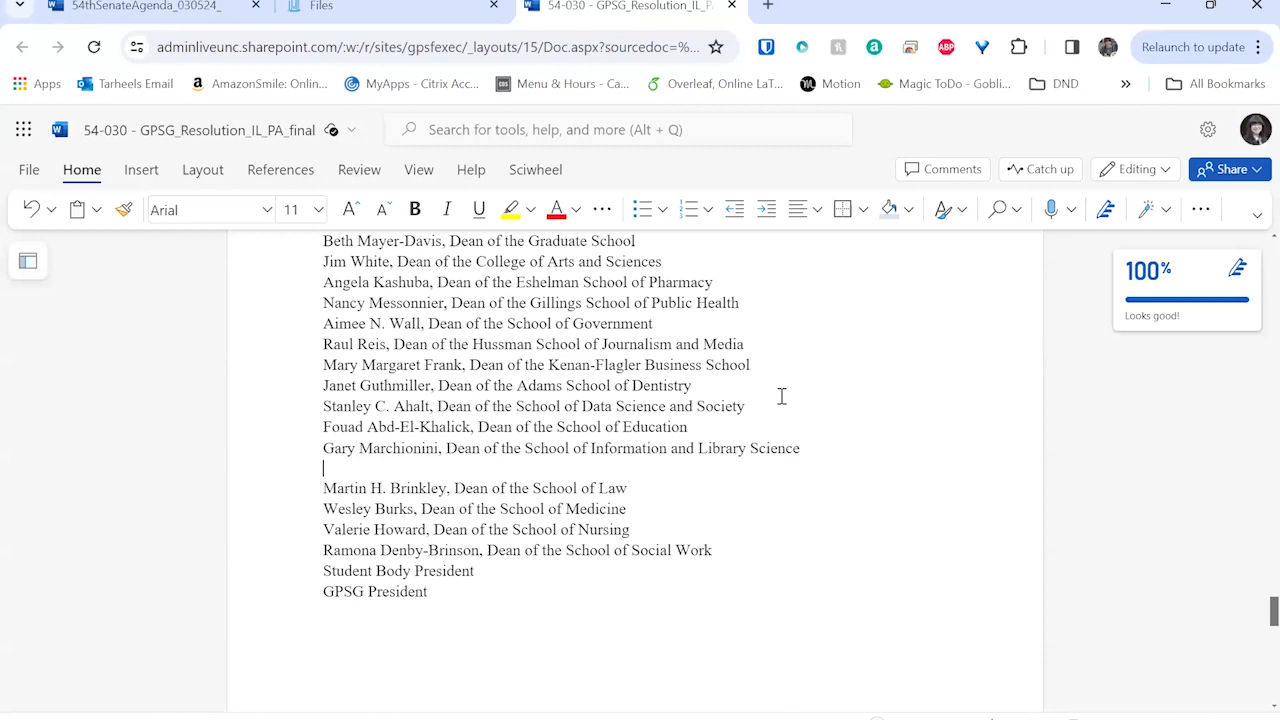 54thSenateAgenda_030524_
Files
54-030 - GPSG_Resolution_IL_PA
adminliveunc.sharepoint.com/:w:/r/sites/gpsfexec/_layouts/15/Doc.aspx?sourcedoc=%...
Relaunch to update
Apps
Tarheels Email
AmazonSmile: Onlin...
MyApps - Citrix Acc...
Menu & Hours - Ca...
Overleaf, Online LaT...
Motion
Magic ToDo - Gobli...
DND
All Bookmarks
54-030 - GPSG_Resolution_IL_PA_final
Search for tools, help, and more (Alt + Q)
File
Home
Insert
Layout
References
Review
View
Help
Sciwheel
Comments
Catch up
Editing
Share
Arial
11
Beth Mayer-Davis, Dean of the Graduate School
Jim White, Dean of the College of Arts and Sciences
Angela Kashuba, Dean of the Eshelman School of Pharmacy
Nancy Messonnier, Dean of the Gillings School of Public Health
Aimee N. Wall, Dean of the School of Government
Raul Reis, Dean of the Hussman School of Journalism and Media
Mary Margaret Frank, Dean of the Kenan-Flagler Business School
Janet Guthmiller, Dean of the Adams School of Dentistry
Stanley C. Ahalt, Dean of the School of Data Science and Society
Fouad Abd-El-Khalick, Dean of the School of Education
Gary Marchionini, Dean of the School of Information and Library Science
Martin H. Brinkley, Dean of the School of Law
Wesley Burks, Dean of the School of Medicine
Valerie Howard, Dean of the School of Nursing
Ramona Denby-Brinson, Dean of the School of Social Work
Student Body President
GPSG President
100%
Looks good!